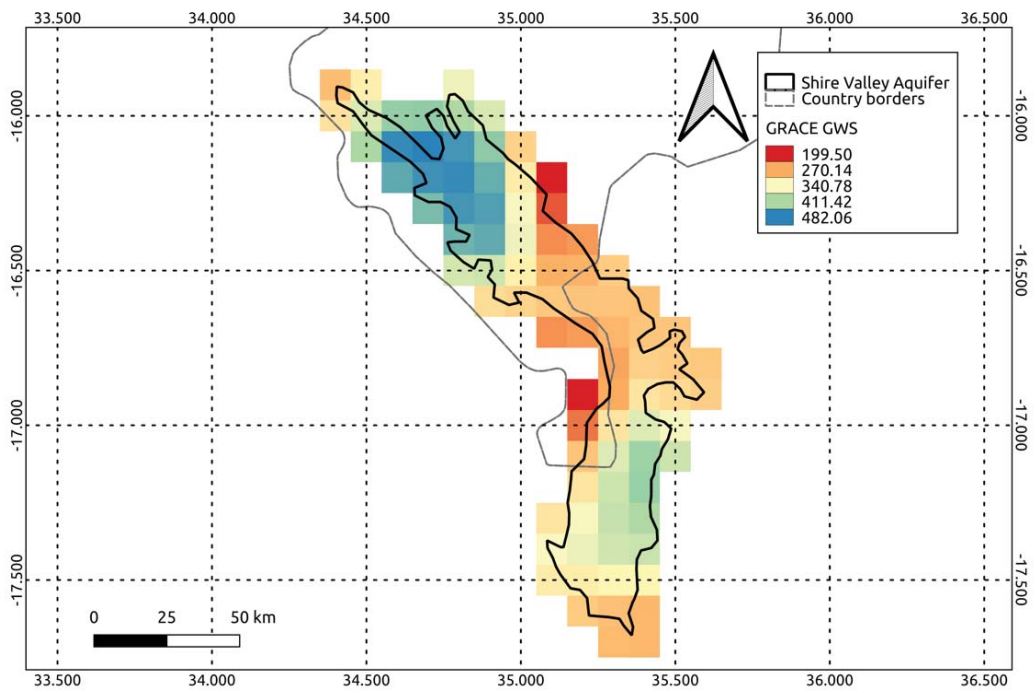 33.500 34.000 34.500 35.000 35.500 36.000 36.500
-16.000 -16.000
-16.500 -16.500
-17.000 -17.000
-17.500 -17.500
Shire Valley Aquifer
Country borders
GRACE GWS
199.50
270.14
340.78
411.42
482.06
0 25 50 km
33.500 34.000 34.500 35.000 35.500 36.000 36.500